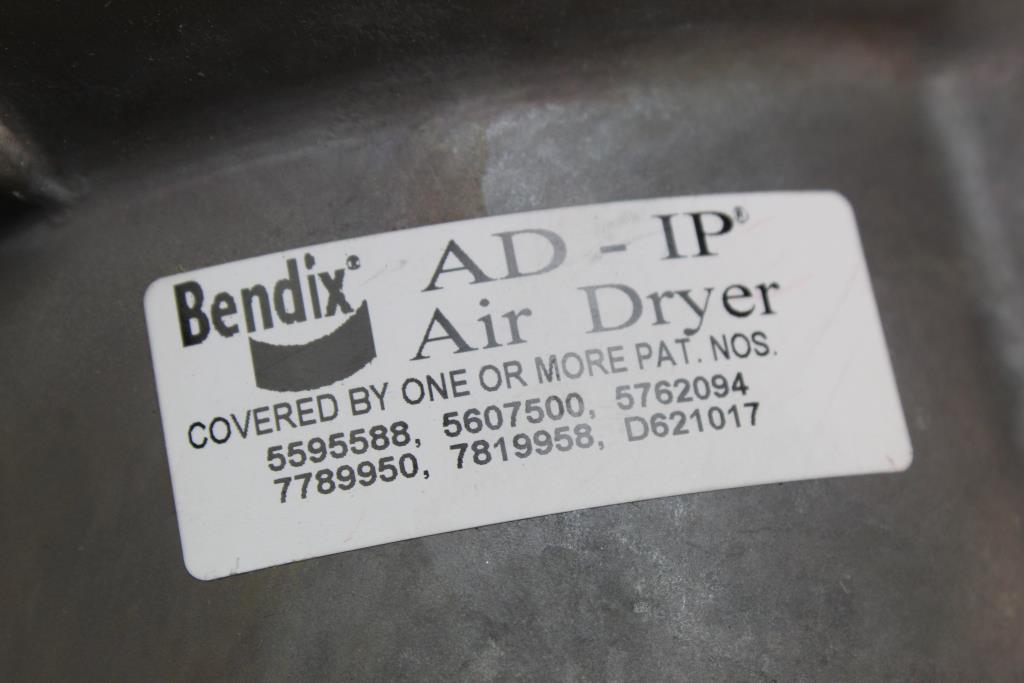 Bendix® AD - IP®
Air Dryer
COVERED BY ONE OR MORE PAT. NOS.
5595588, 5607500, 5762094
7789950, 7819958, D621017